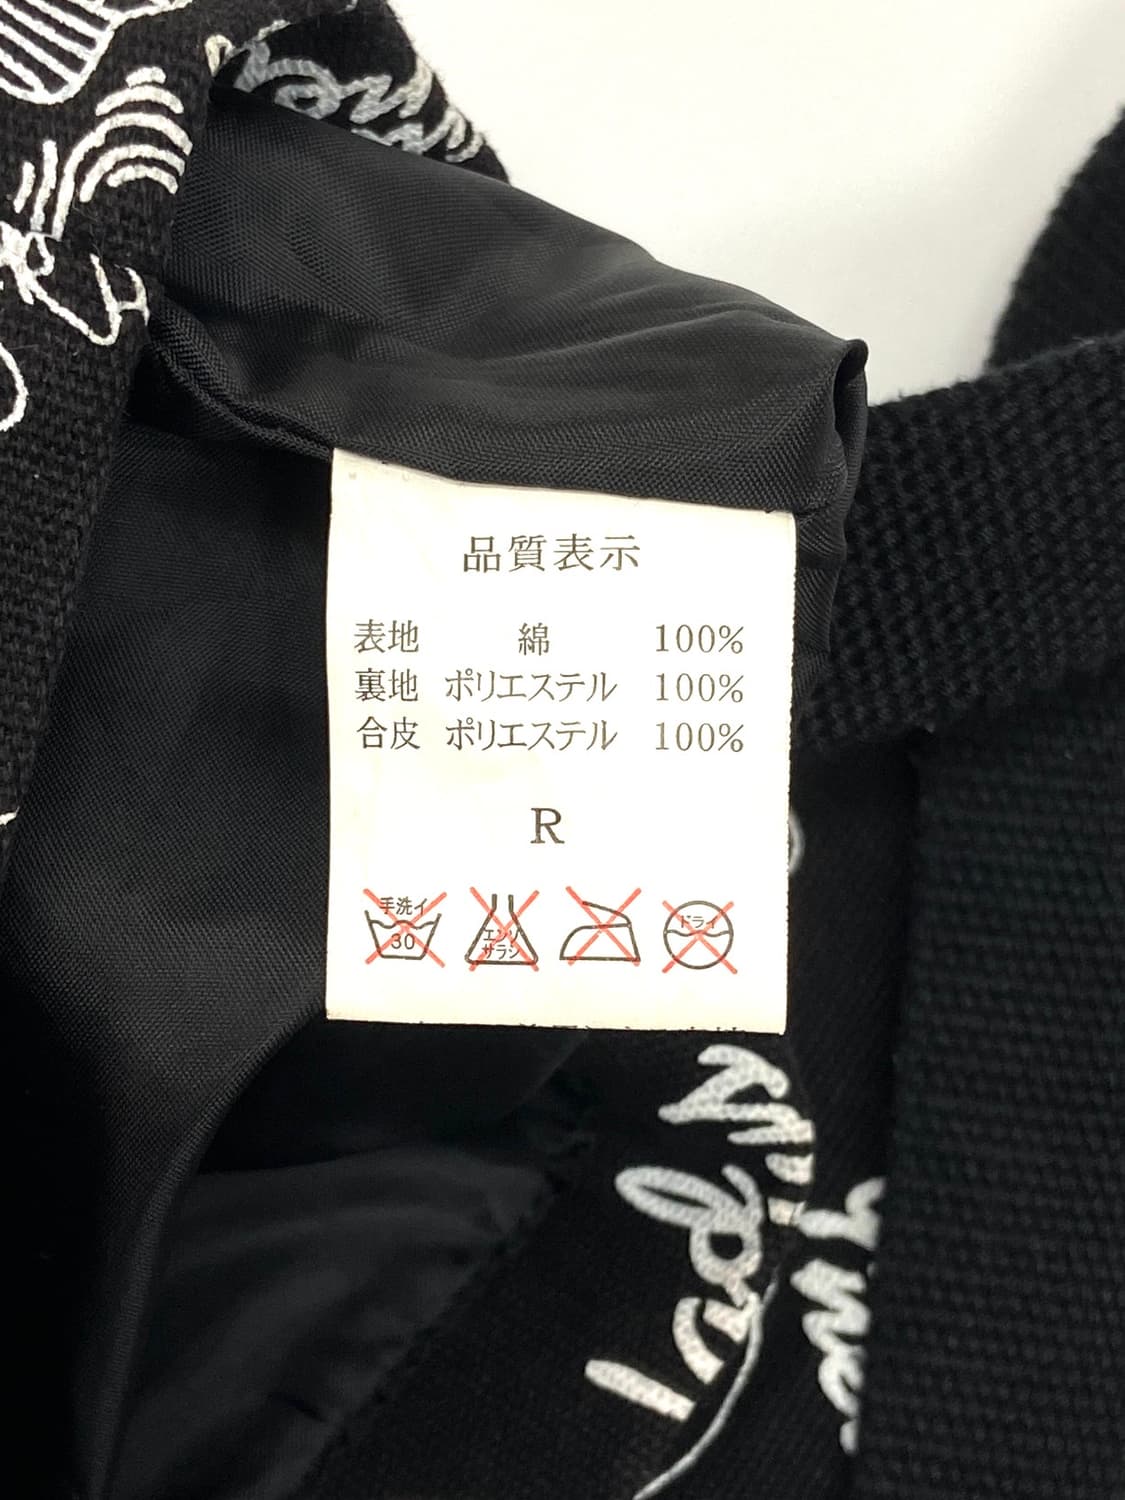 品質表示
表地 綿 100%
裏地 ポリエステル 100%
合皮 ポリエステル 100%
R
手洗イ 30
エンソ サラシ
ドライ